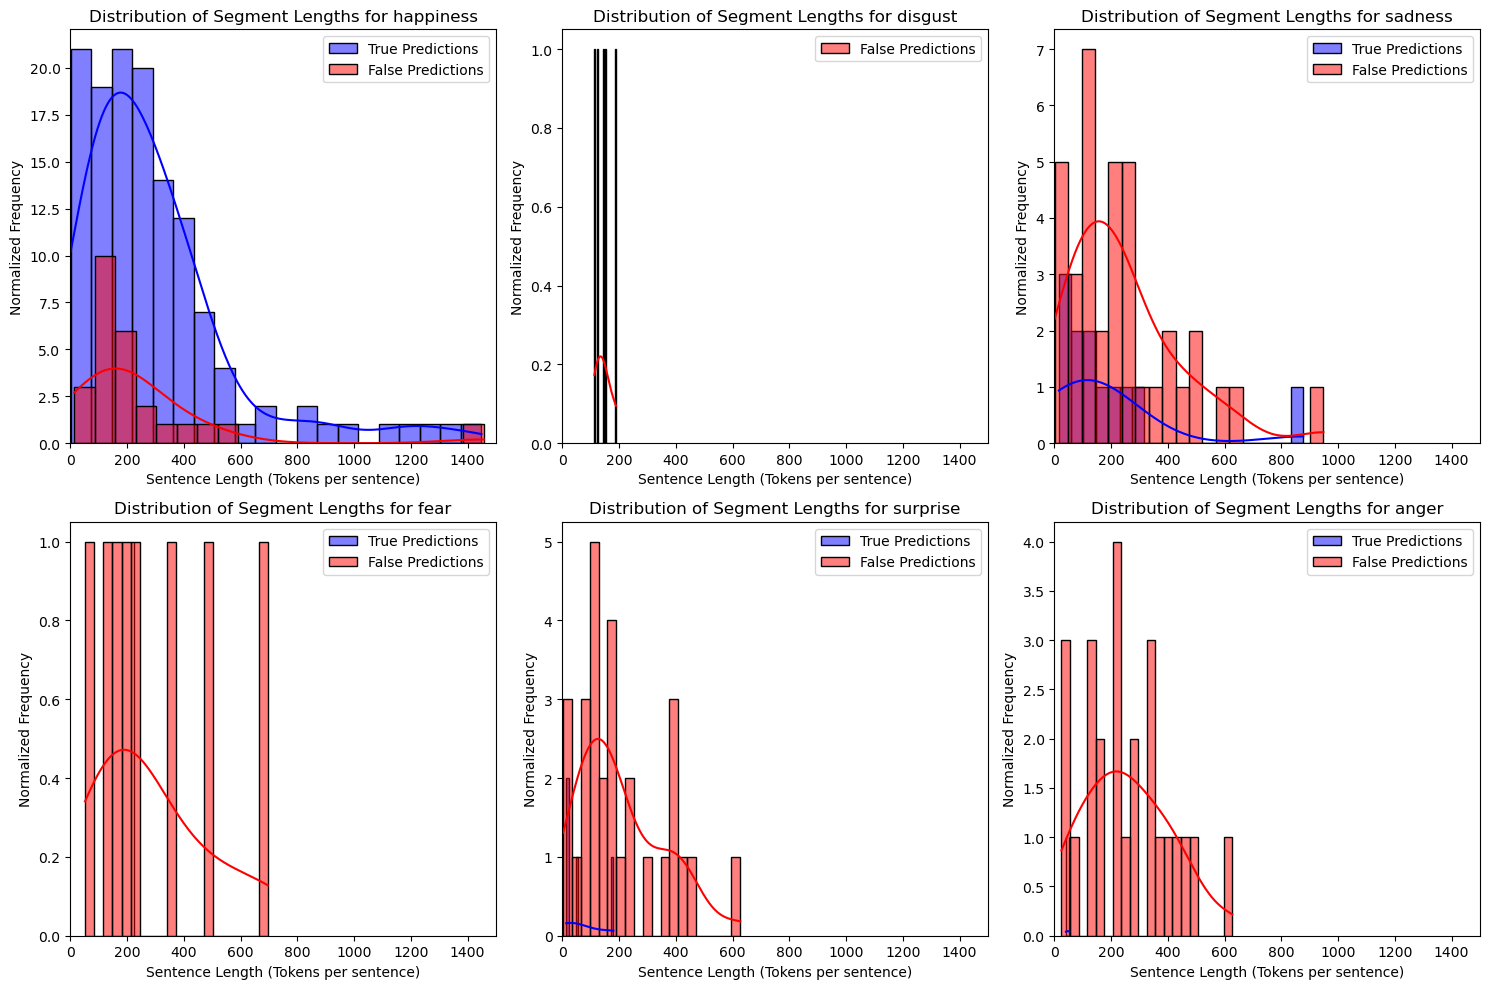 Distribution of Segment Lengths for happiness
True Predictions
False Predictions
Normalized Frequency
20.0
17.5
15.0
12.5
10.0
7.5
5.0
2.5
0.0
0 200 400 600 800 1000 1200 1400
Sentence Length (Tokens per sentence)
Distribution of Segment Lengths for disgust
False Predictions
Normalized Frequency
1.0
0.8
0.6
0.4
0.2
0.0
0 200 400 600 800 1000 1200 1400
Sentence Length (Tokens per sentence)
Distribution of Segment Lengths for sadness
True Predictions
False Predictions
Normalized Frequency
7
6
5
4
3
2
1
0
0 200 400 600 800 1000 1200 1400
Sentence Length (Tokens per sentence)
Distribution of Segment Lengths for fear
True Predictions
False Predictions
Normalized Frequency
1.0
0.8
0.6
0.4
0.2
0.0
0 200 400 600 800 1000 1200 1400
Sentence Length (Tokens per sentence)
Distribution of Segment Lengths for surprise
True Predictions
False Predictions
Normalized Frequency
5
4
3
2
1
0
0 200 400 600 800 1000 1200 1400
Sentence Length (Tokens per sentence)
Distribution of Segment Lengths for anger
True Predictions
False Predictions
Normalized Frequency
4.0
3.5
3.0
2.5
2.0
1.5
1.0
0.5
0.0
0 200 400 600 800 1000 1200 1400
Sentence Length (Tokens per sentence)